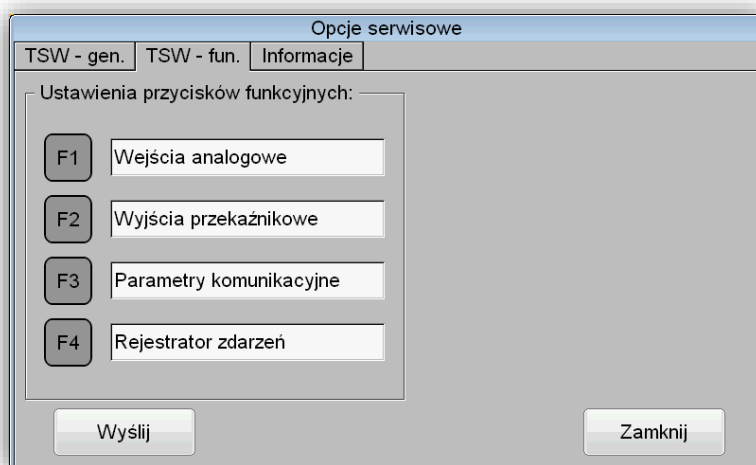 Opcje serwisowe
TSW - gen. TSW - fun. Informacje
Ustawienia przycisków funkcyjnych:
F1 Wejścia analogowe
F2 Wyjścia przekaźnikowe
F3 Parametry komunikacyjne
F4 Rejestrator zdarzeń
Wyślij Zamknij